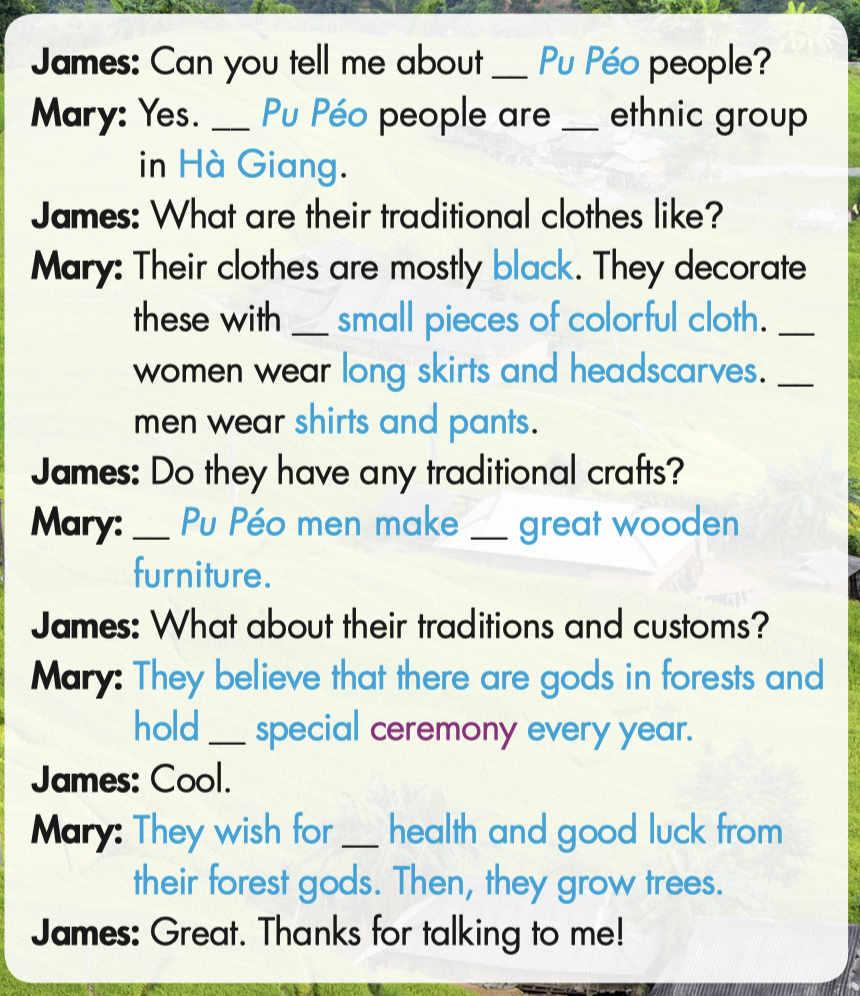 James: Can you tell me about __ Pu Péo people?
Mary: Yes. __ Pu Péo people are __ ethnic group
in Hà Giang.
James: What are their traditional clothes like?
Mary: Their clothes are mostly black. They decorate
these with __ small pieces of colorful cloth. __
women wear long skirts and headscarves. __
men wear shirts and pants.
James: Do they have any traditional crafts?
Mary: __ Pu Péo men make __ great wooden
furniture.
James: What about their traditions and customs?
Mary: They believe that there are gods in forests and
hold __ special ceremony every year.
James: Cool.
Mary: They wish for __ health and good luck from
their forest gods. Then, they grow trees.
James: Great. Thanks for talking to me!